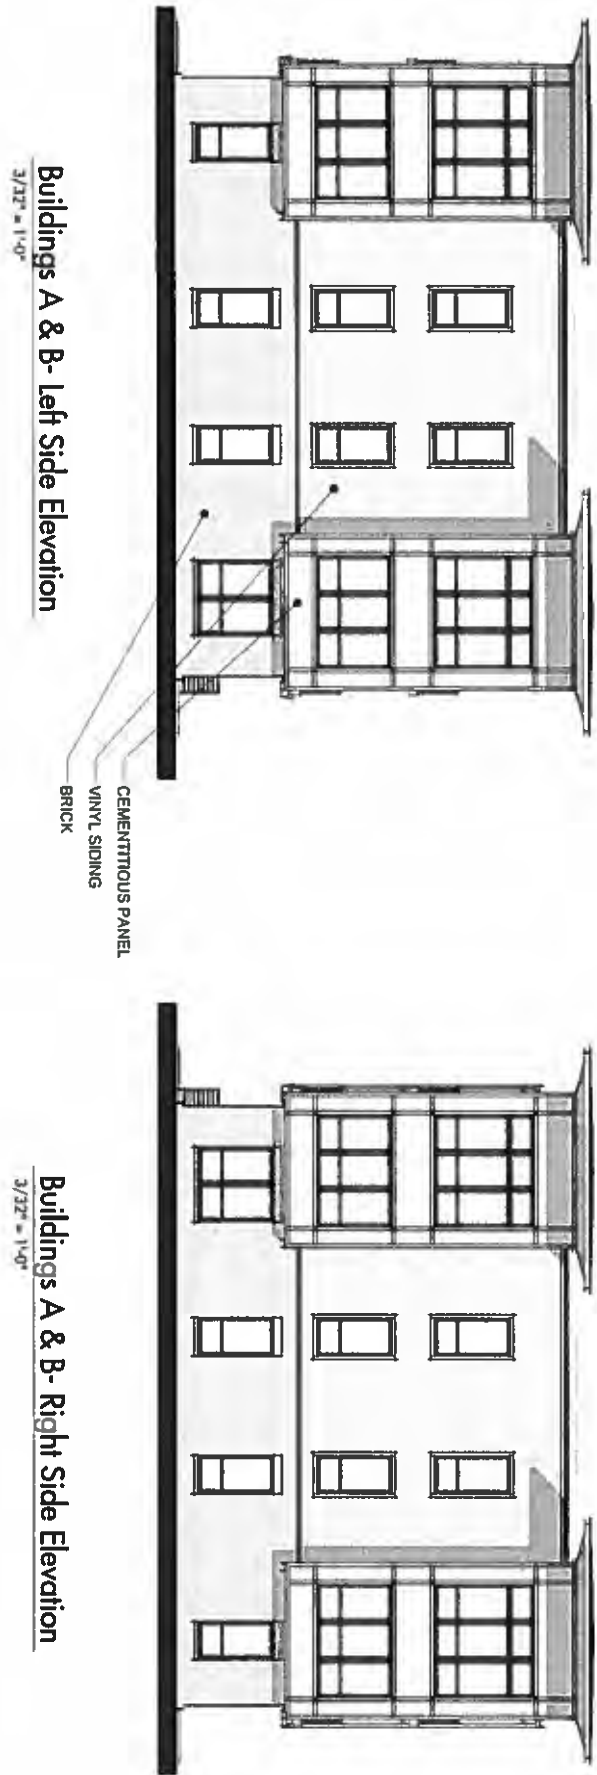 CEMENTITIOUS PANEL
VINYL SIDING
BRICK
Buildings A & B- Left Side Elevation
3/32" = 1'-0"
Buildings A & B- Right Side Elevation
3/32" = 1'-0"